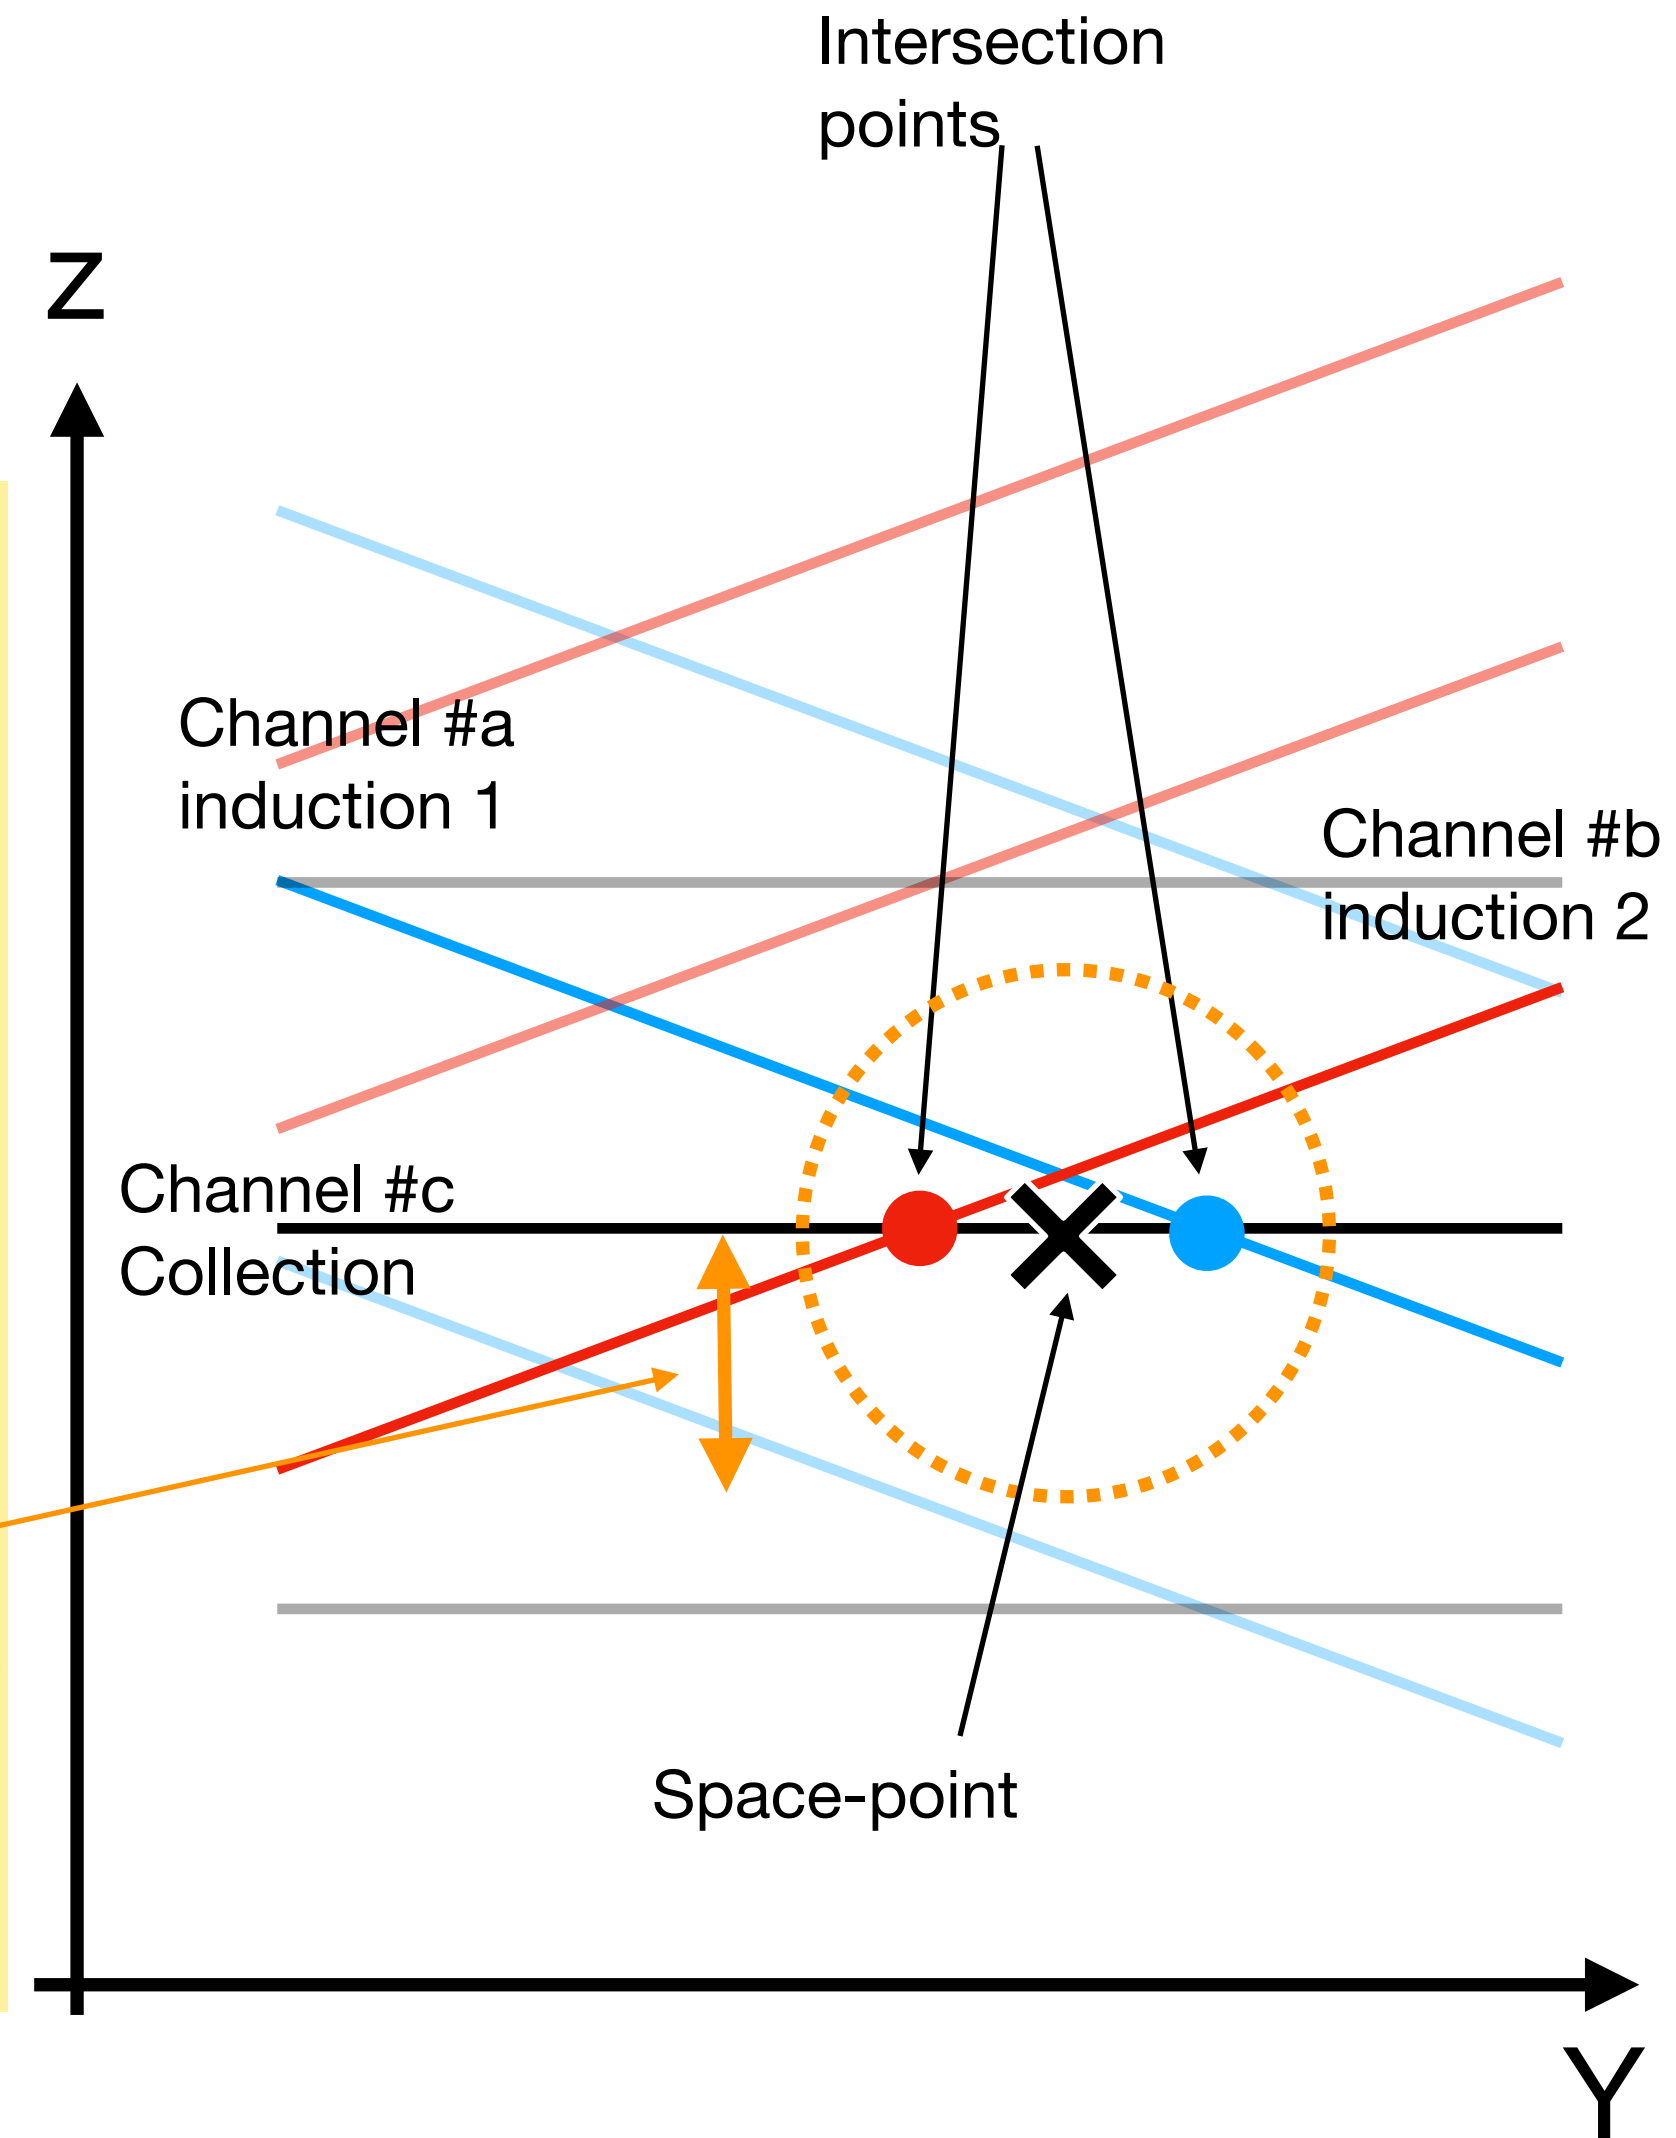 Intersection
points
Z
Channel #a
induction 1
Channel #b
induction 2
Channel #c
Collection
Space-point
Y